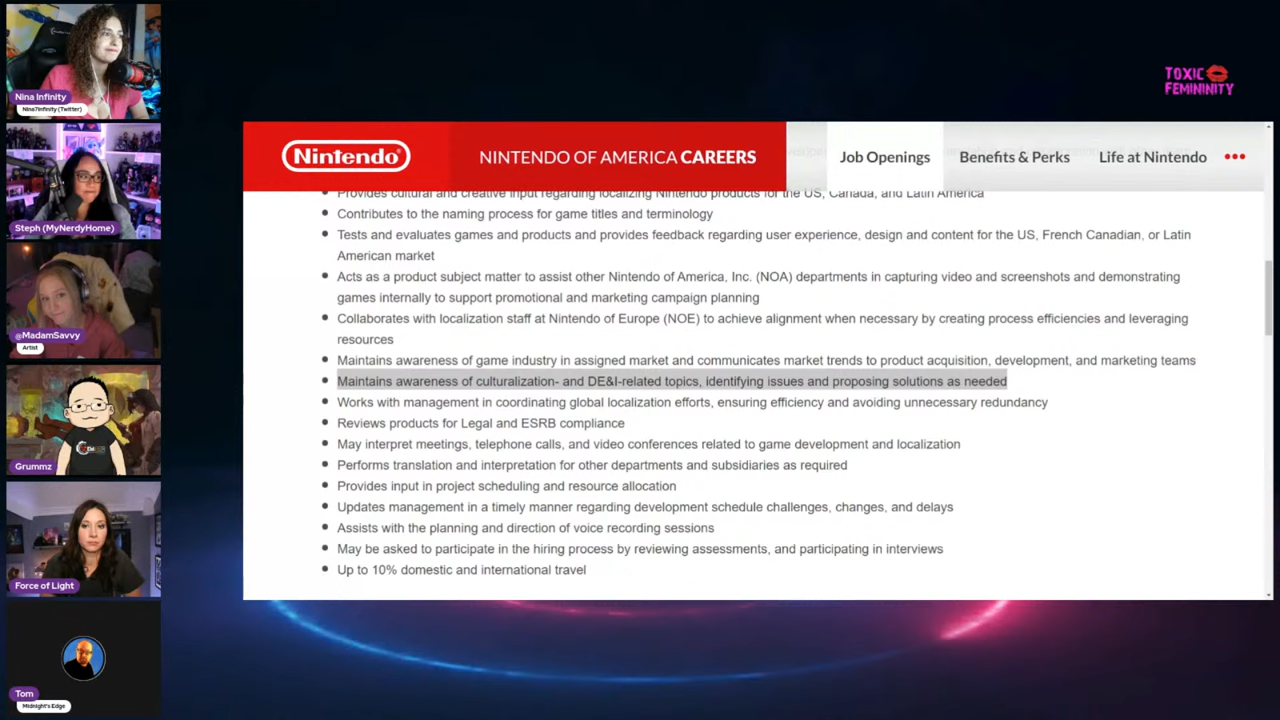 Nina Infinity
Nina7Infinity (Twitter)
Steph (MyNerdyHome)
@MadamSavvy
Artist
Grummz
Force of Light
Tom
Midnight's Edge
TOXIC
FEMININITY
Nintendo
NINTENDO OF AMERICA CAREERS
Job Openings
Benefits & Perks
Life at Nintendo
Provides cultural and creative input regarding localizing Nintendo products for the US, Canada, and Latin America
Contributes to the naming process for game titles and terminology
Tests and evaluates games and products and provides feedback regarding user experience, design and content for the US, French Canadian, or Latin
American market
Acts as a product subject matter to assist other Nintendo of America, Inc. (NOA) departments in capturing video and screenshots and demonstrating
games internally to support promotional and marketing campaign planning
Collaborates with localization staff at Nintendo of Europe (NOE) to achieve alignment when necessary by creating process efficiencies and leveraging
resources
Maintains awareness of game industry in assigned market and communicates market trends to product acquisition, development, and marketing teams
Maintains awareness of culturalization- and DE&I-related topics, identifying issues and proposing solutions as needed
Works with management in coordinating global localization efforts, ensuring efficiency and avoiding unnecessary redundancy
Reviews products for Legal and ESRB compliance
May interpret meetings, telephone calls, and video conferences related to game development and localization
Performs translation and interpretation for other departments and subsidiaries as required
Provides input in project scheduling and resource allocation
Updates management in a timely manner regarding development schedule challenges, changes, and delays
Assists with the planning and direction of voice recording sessions
May be asked to participate in the hiring process by reviewing assessments, and participating in interviews
Up to 10% domestic and international travel